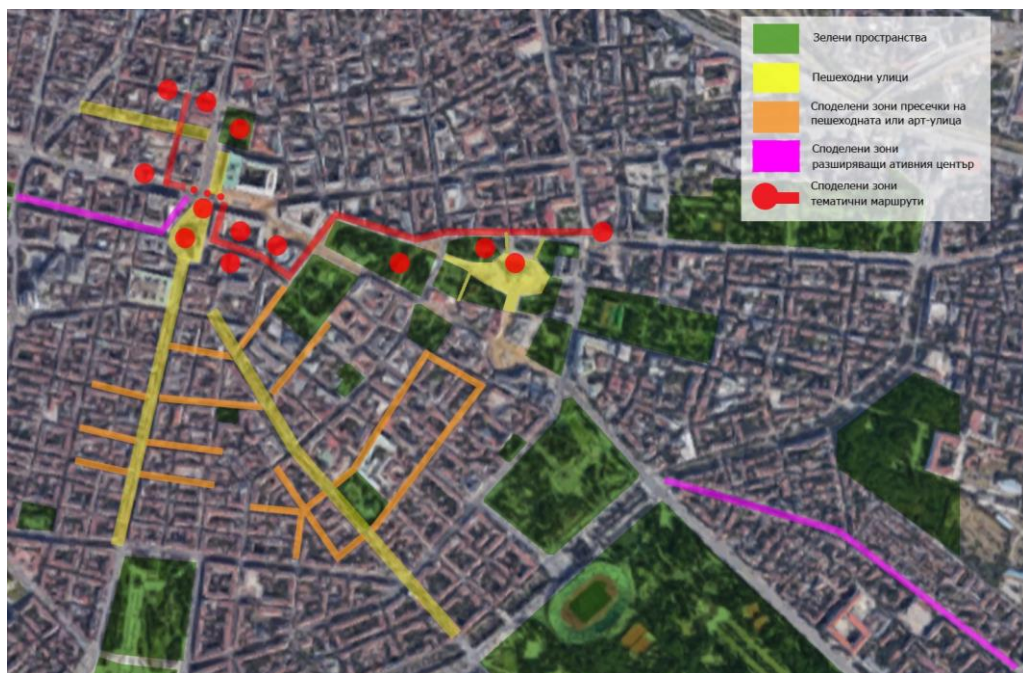 Зелени пространства
Пешеходни улици
Споделени зони пресечки на
пешеходната или арт-улица
Споделени зони
разширяващи ативния център
Споделени зони
тематични маршрути